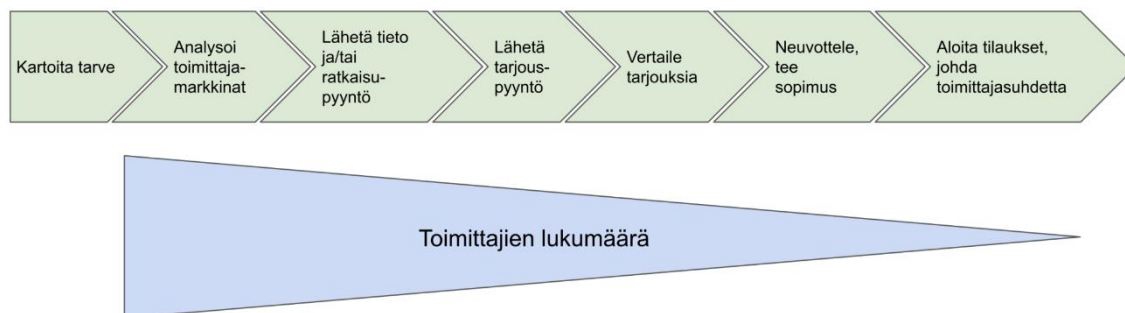 Kartoita tarve
Analysoi
toimittaja-
markkinat
Lähetä tieto
ja/tai
ratkaisu-
pyyntö
Lähetä
tarjous-
pyyntö
Vertaile
tarjouksia
Neuvottele,
tee
sopimus
Aloita tilaukset,
johda
toimittajasuhdetta
Toimittajien lukumäärä